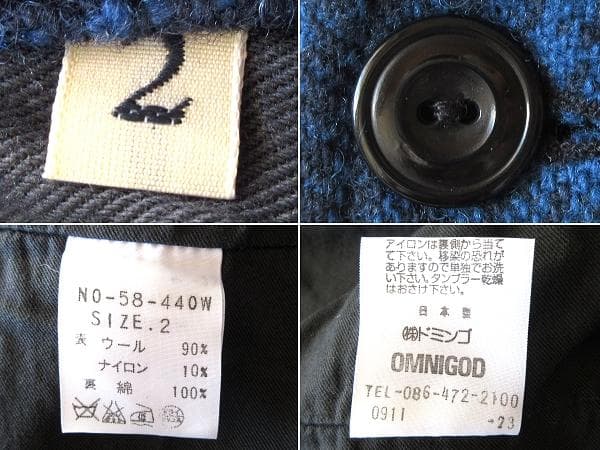 2
NO-58-440W
SIZE.2
表 ウール 90%
ナイロン 10%
裏 綿 100%
アイロンは裏側から当て
て下さい。移染の恐れが
ありますので単独でお洗
い下さい。タンブラー乾燥
はお避け下さい。
日本製
㈱ドミンゴ
OMNIGOD
TEL-086-472-2100
0911 -23